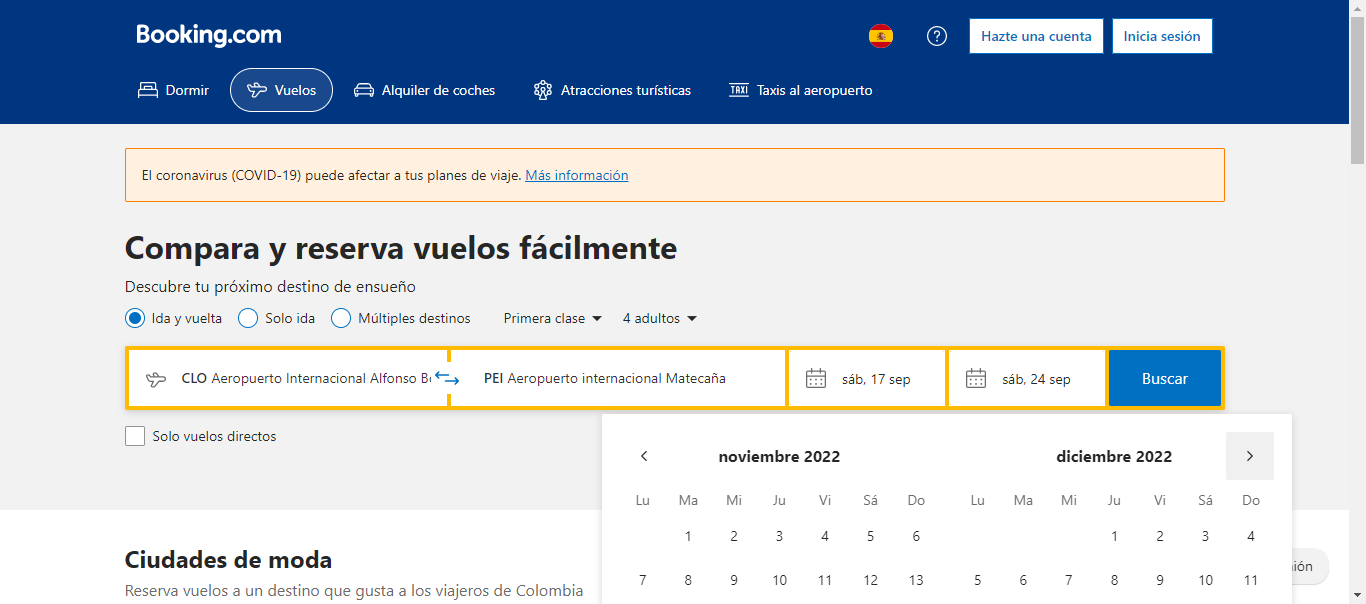 Booking.com
Hazte una cuenta
Inicia sesión
Dormir
Vuelos
Alquiler de coches
Atracciones turísticas
TAXI Taxis al aeropuerto
El coronavirus (COVID-19) puede afectar a tus planes de viaje. Más información
Compara y reserva vuelos fácilmente
Descubre tu próximo destino de ensueño
Ida y vuelta Solo ida Múltiples destinos Primera clase 4 adultos
CLO Aeropuerto Internacional Alfonso Bo PEI Aeropuerto internacional Matecaña sáb, 17 sep sáb, 24 sep Buscar
Solo vuelos directos
noviembre 2022 diciembre 2022
Lu Ma Mi Ju Vi Sá Do Lu Ma Mi Ju Vi Sá Do
1 2 3 4 5 6 1 2 3 4
7 8 9 10 11 12 13 5 6 7 8 9 10 11
Ciudades de moda
Reserva vuelos a un destino que gusta a los viajeros de Colombia